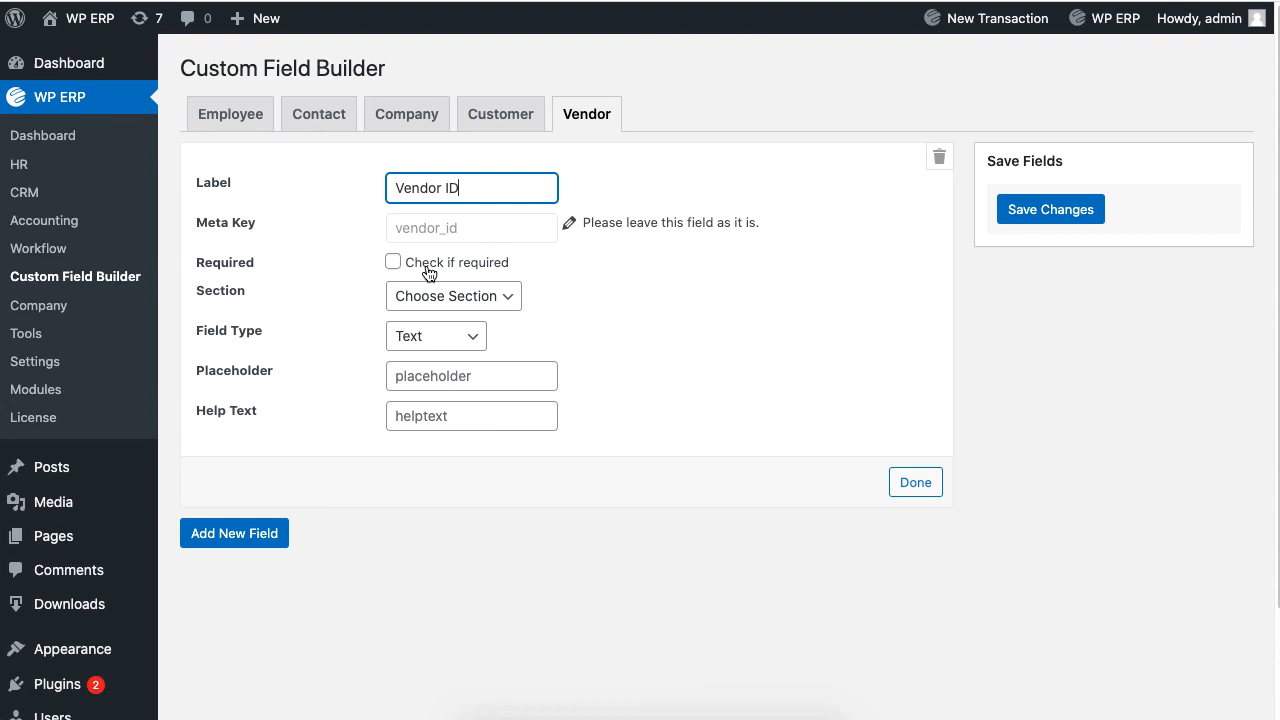 WP ERP 7 0 New New Transaction WP ERP Howdy, admin
Dashboard
WP ERP
Dashboard
HR
CRM
Accounting
Workflow
Custom Field Builder
Company
Tools
Settings
Modules
License
Posts
Media
Pages
Comments
Downloads
Appearance
Plugins 2
Users
Custom Field Builder
Employee Contact Company Customer Vendor
Label Vendor ID
Meta Key vendor_id Please leave this field as it is.
Required Check if required
Section Choose Section
Field Type Text
Placeholder placeholder
Help Text helptext
Done
Add New Field
Save Fields
Save Changes